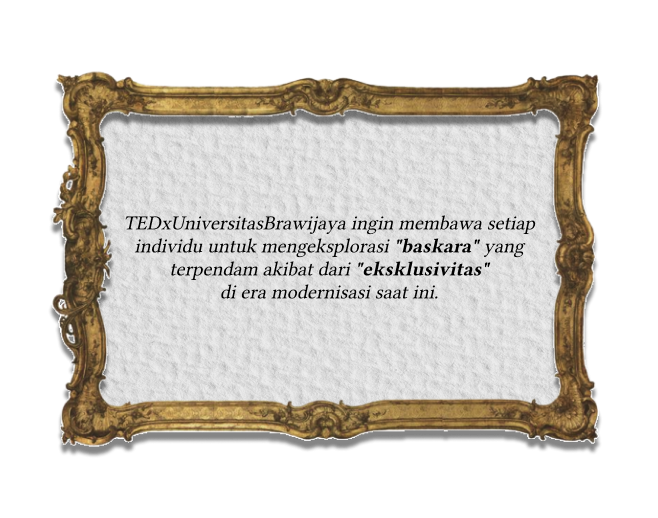 TEDxUniversitasBrawijaya ingin membawa setiap
individu untuk mengeksplorasi "baskara" yang
terpendam akibat dari "eksklusivitas"
di era modernisasi saat ini.